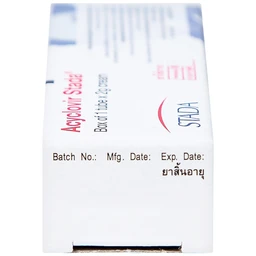 Acyclovir Stada®
Box of 1 tube x 2g cream
STADA
Batch No.: Mfg. Date: Exp. Date:
ยาสิ้นอายุ